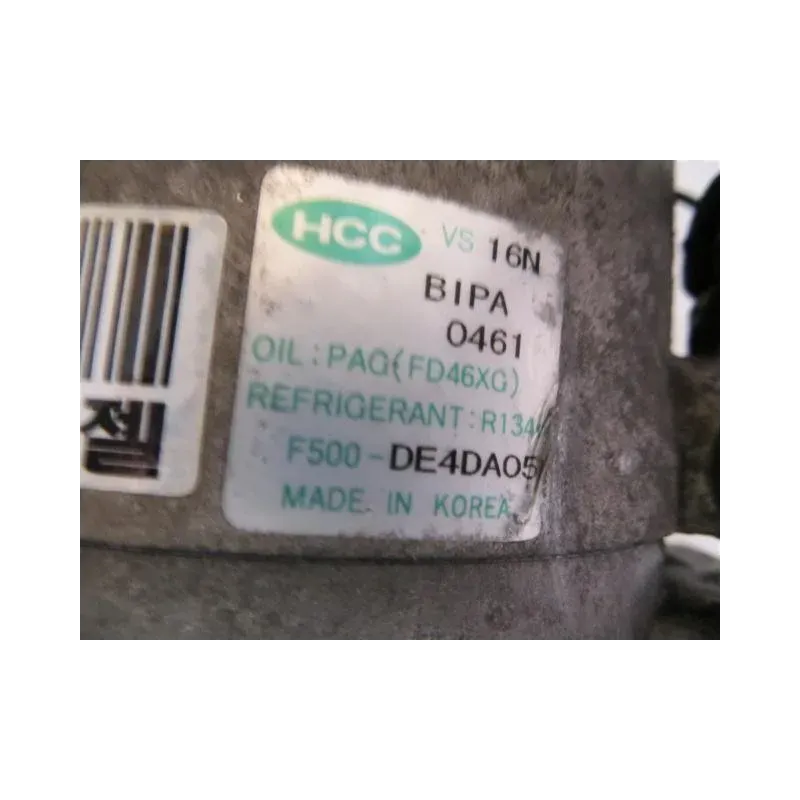 HCC VS 16N
BIPA
0461
OIL : PAG(FD46XG)
REFRIGERANT : R134
F500-DE4DA05
MADE IN KOREA
젤